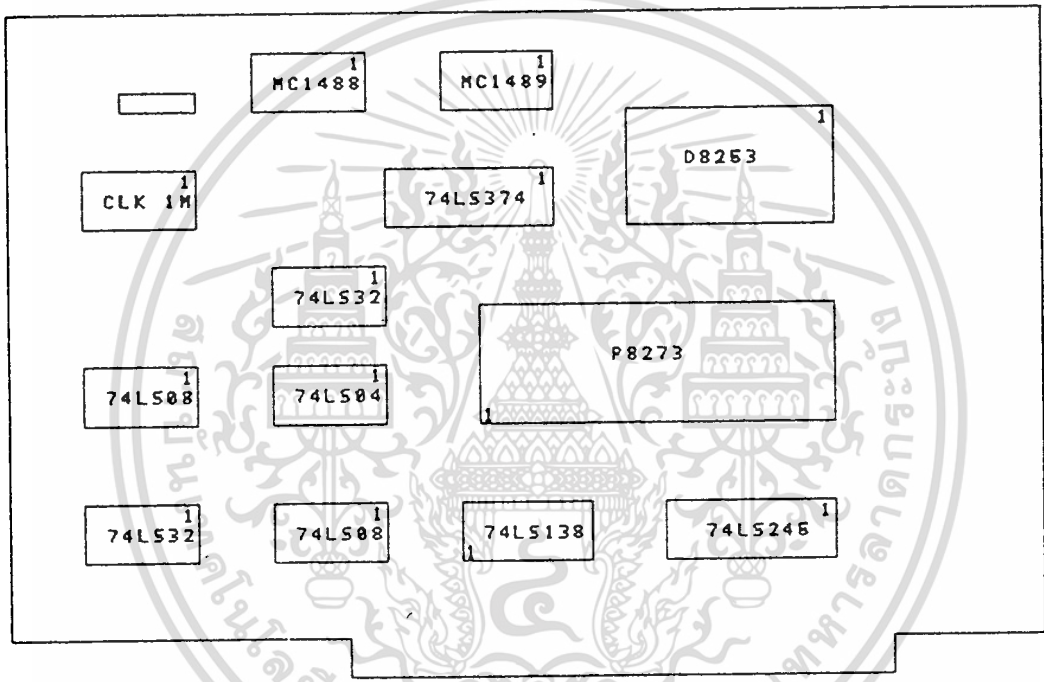 1
MC1488
1
MC1489
1
D8253
1
CLK 1M
1
74LS374
1
74LS32
P8273
1
1
74LS08
1
74LS04
1
74LS32
1
74LS08
74LS138
1
1
74LS245